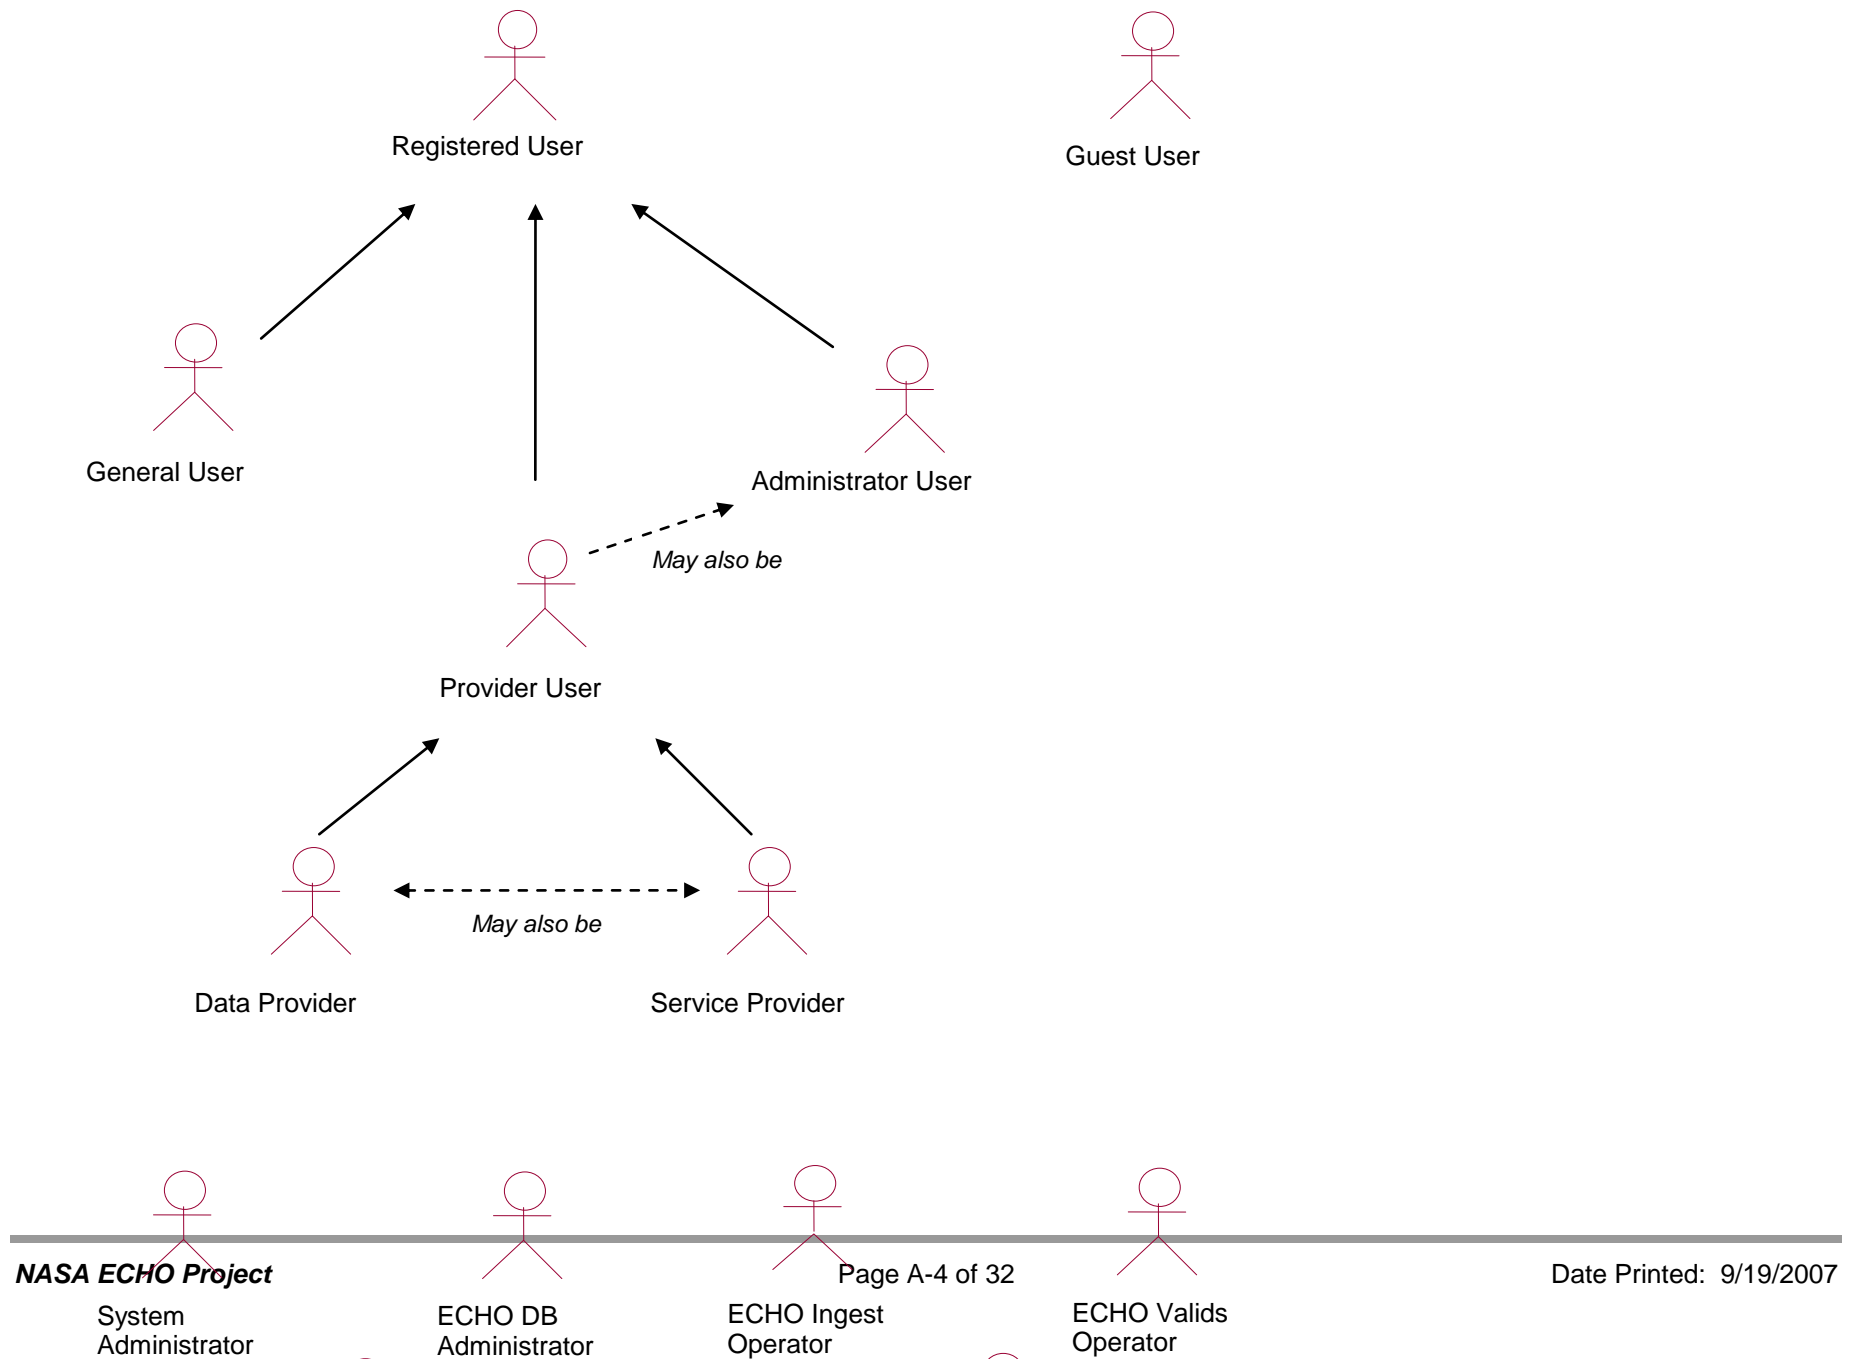 Registered User
Guest User
General User
Administrator User
May also be
Provider User
May also be
Data Provider
Service Provider
NASA ECHO Project
Page A-4 of 32
Date Printed: 9/19/2007
System
Administrator
ECHO DB
Administrator
ECHO Ingest
Operator
ECHO Valids
Operator